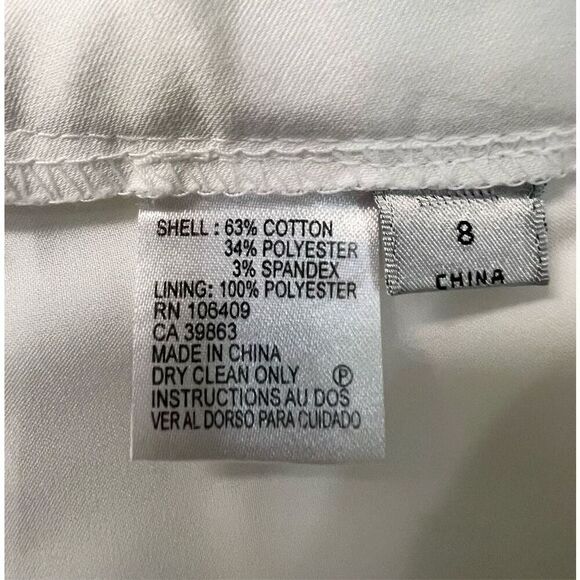 SHELL : 63% COTTON
34% POLYESTER
3% SPANDEX
LINING: 100% POLYESTER
RN 106409
CA 39863
MADE IN CHINA
DRY CLEAN ONLY Ⓟ
INSTRUCTIONS AU DOS
VER AL DORSO PARA CUIDADO
8
CHINA